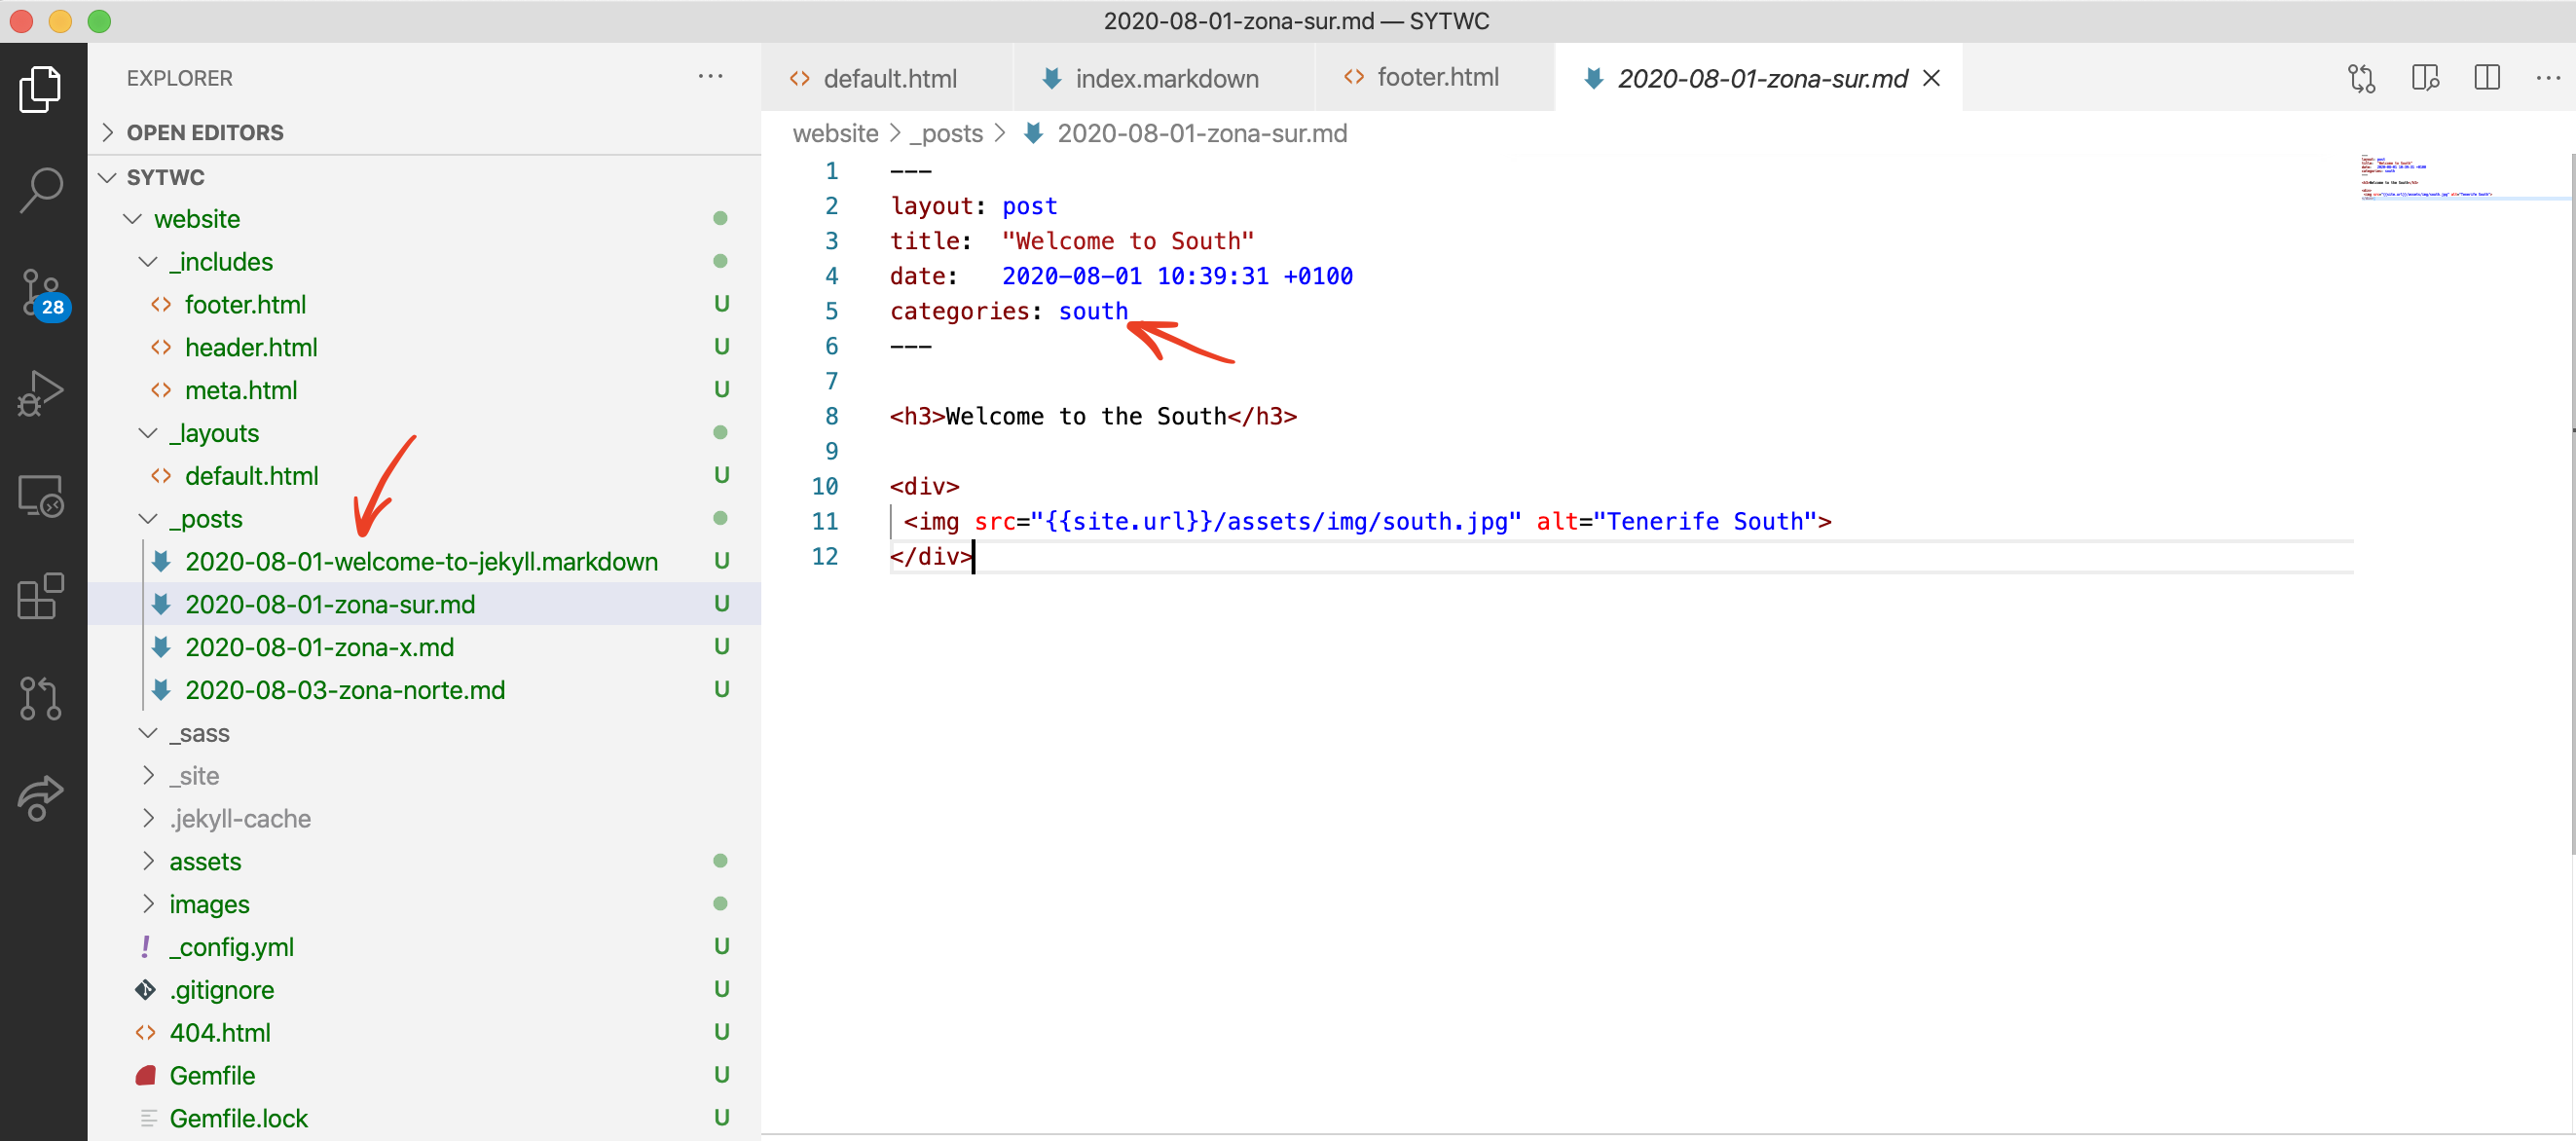 2020-08-01-zona-sur.md — SYTWC
EXPLORER
OPEN EDITORS
SYTWC
website
_includes
footer.html U
header.html U
meta.html U
_layouts
default.html U
_posts
2020-08-01-welcome-to-jekyll.markdown U
2020-08-01-zona-sur.md U
2020-08-01-zona-x.md U
2020-08-03-zona-norte.md U
_sass
_site
.jekyll-cache
assets
images
_config.yml U
.gitignore U
404.html U
Gemfile U
Gemfile.lock U
28
default.html index.markdown footer.html 2020-08-01-zona-sur.md
website > _posts > 2020-08-01-zona-sur.md
1 ---
2 layout: post
3 title:  "Welcome to South"
4 date:   2020-08-01 10:39:31 +0100
5 categories: south
6 ---
7
8 <h3>Welcome to the South</h3>
9
10 <div>
11 <img src="{{site.url}}/assets/img/south.jpg" alt="Tenerife South">
12 </div>